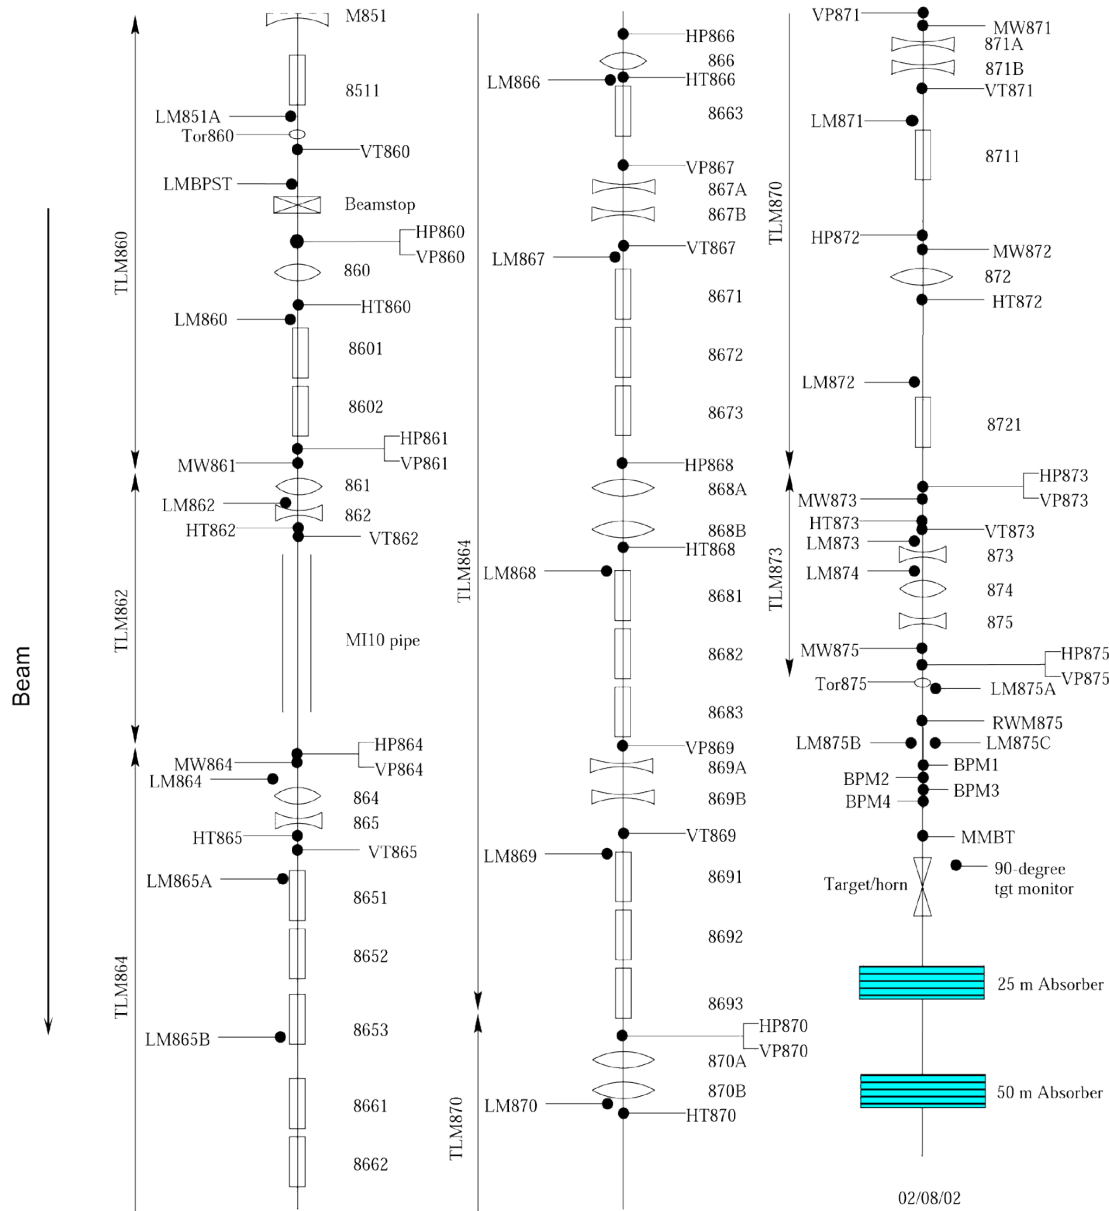 Beam
TLM860
TLM862
TLM864
M851
8511
LM851A
Tor860
VT860
LMBPST
Beamstop
HP860
VP860
860
HT860
LM860
8601
8602
HP861
VP861
MW861
861
LM862
862
HT862
VT862
MI10 pipe
HP864
MW864
VP864
LM864
864
865
HT865
VT865
LM865A
8651
8652
8653
LM865B
8661
8662
TLM864
TLM870
HP866
866
LM866
HT866
8663
VP867
867A
867B
VT867
LM867
8671
8672
8673
HP868
868A
868B
HT868
LM868
8681
8682
8683
VP869
869A
869B
VT869
LM869
8691
8692
8693
HP870
VP870
870A
870B
LM870
HT870
TLM870
TLM873
VP871
MW871
871A
871B
VT871
LM871
8711
HP872
MW872
872
HT872
LM872
8721
HP873
MW873
VP873
HT873
VT873
LM873
873
LM874
874
875
MW875
HP875
VP875
Tor875
LM875A
RWM875
LM875B
LM875C
BPM1
BPM2
BPM3
BPM4
MMBT
Target/horn
90-degree
tgt monitor
25 m Absorber
50 m Absorber
02/08/02